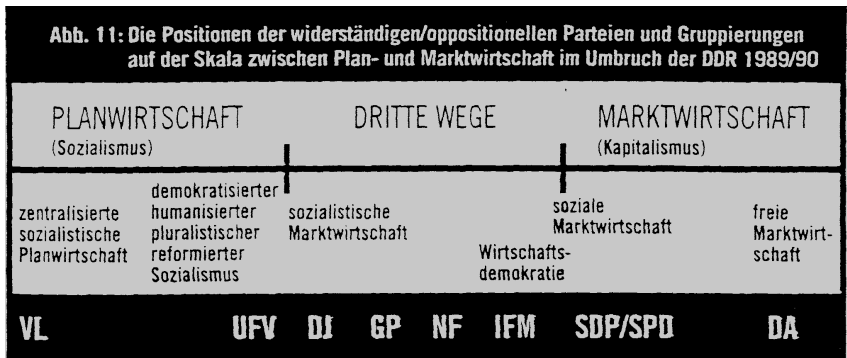 Abb. 11: Die Positionen der widerständigen/oppositionellen Parteien und Gruppierungen
auf der Skala zwischen Plan- und Marktwirtschaft im Umbruch der DDR 1989/90
PLANWIRTSCHAFT
(Sozialismus)
DRITTE WEGE
MARKTWIRTSCHAFT
(Kapitalismus)
zentralisierte
sozialistische
Planwirtschaft
demokratisierter
humanisierter
pluralistischer
reformierter
Sozialismus
sozialistische
Marktwirtschaft
Wirtschafts-
demokratie
soziale
Marktwirtschaft
freie
Marktwirt-
schaft
VL UFV DJ GP NF IFM SDP/SPD DA